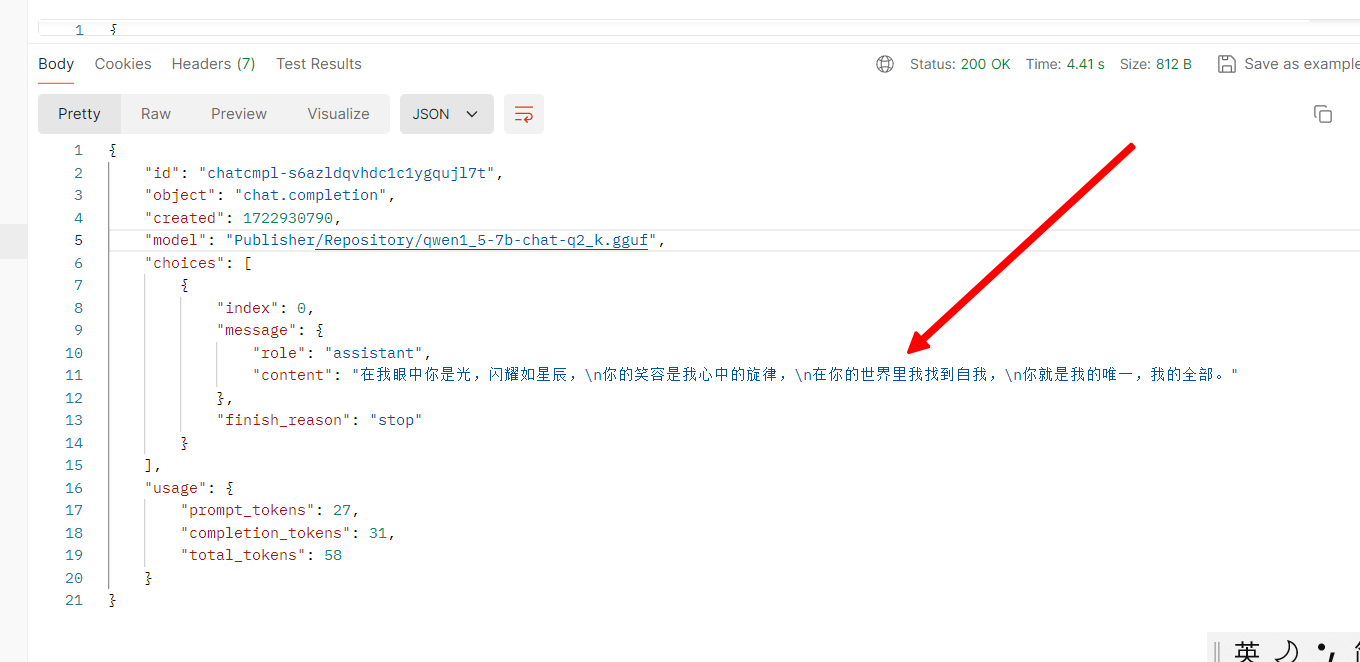 1 {
Body Cookies Headers (7) Test Results Status: 200 OK Time: 4.41 s Size: 812 B Save as example
Pretty Raw Preview Visualize JSON
1 {
2 "id": "chatcmpl-s6azldqvhdc1c1ygqujl7t",
3 "object": "chat.completion",
4 "created": 1722930790,
5 "model": "Publisher/Repository/qwen1_5-7b-chat-q2_k.gguf",
6 "choices": [
7 {
8 "index": 0,
9 "message": {
10 "role": "assistant",
11 "content": "在我眼中你是光，闪耀如星辰，\n你的笑容是我心中的旋律，\n在你的世界里我找到自我，\n你就是我的唯一，我的全部。"
12 },
13 "finish_reason": "stop"
14 }
15 ],
16 "usage": {
17 "prompt_tokens": 27,
18 "completion_tokens": 31,
19 "total_tokens": 58
20 }
21 }
英